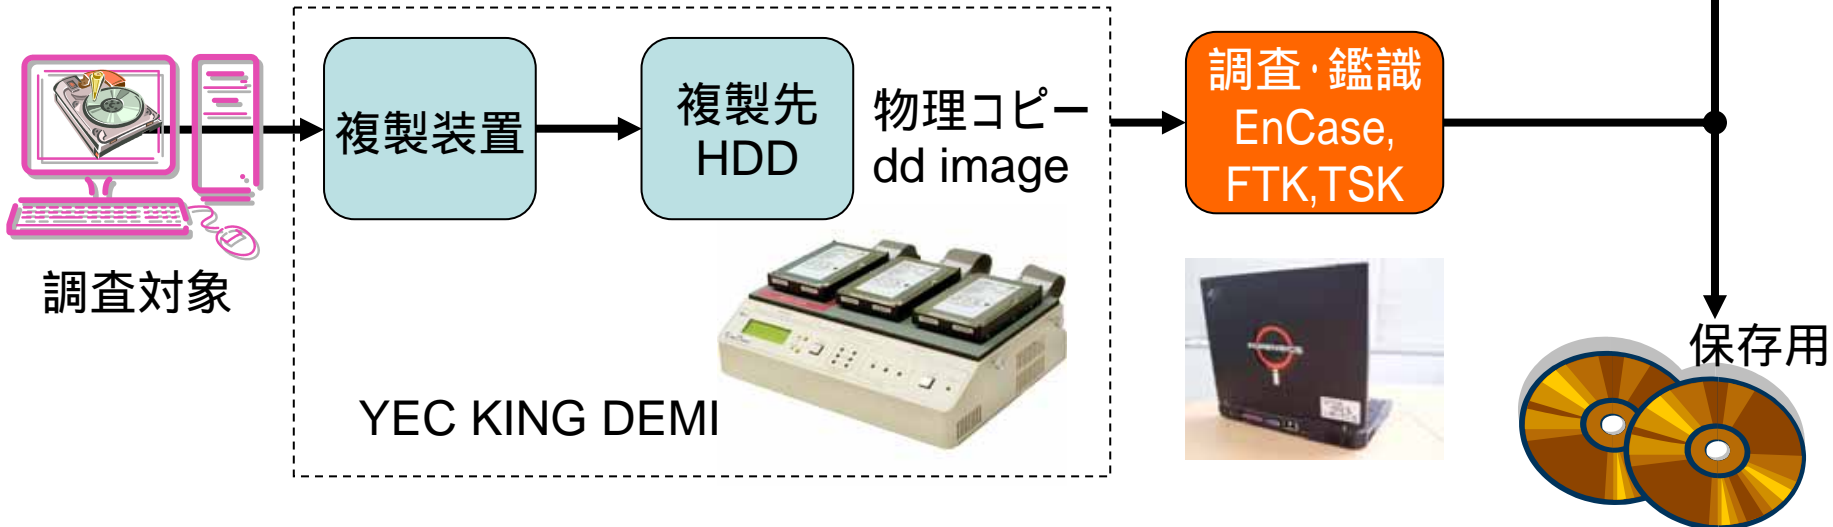 調査対象
複製装置
複製先
HDD
物理コピー
dd image
YEC KING DEMI
調査・鑑識
EnCase,
FTK,TSK
保存用